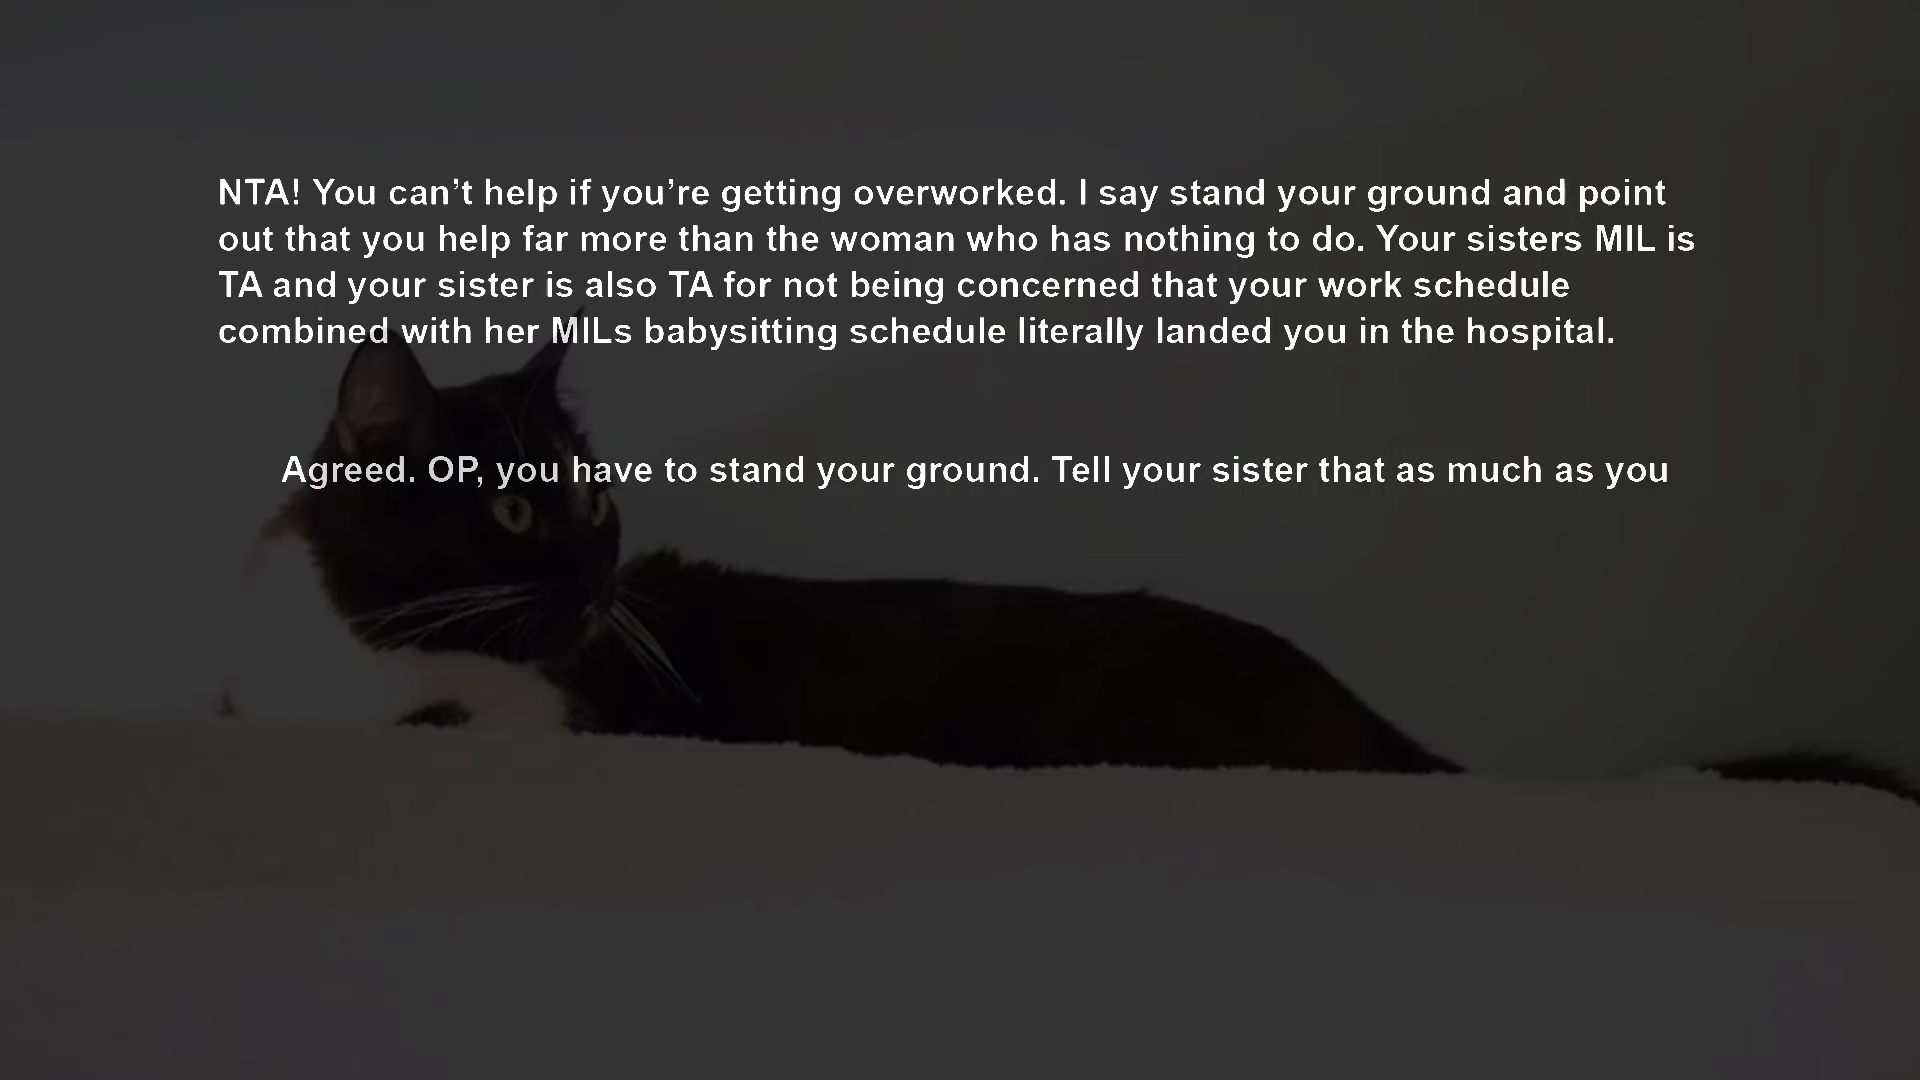 NTA! You can’t help if you’re getting overworked. I say stand your ground and point
out that you help far more than the woman who has nothing to do. Your sisters MIL is
TA and your sister is also TA for not being concerned that your work schedule
combined with her MILs babysitting schedule literally landed you in the hospital.
Agreed. OP, you have to stand your ground. Tell your sister that as much as you